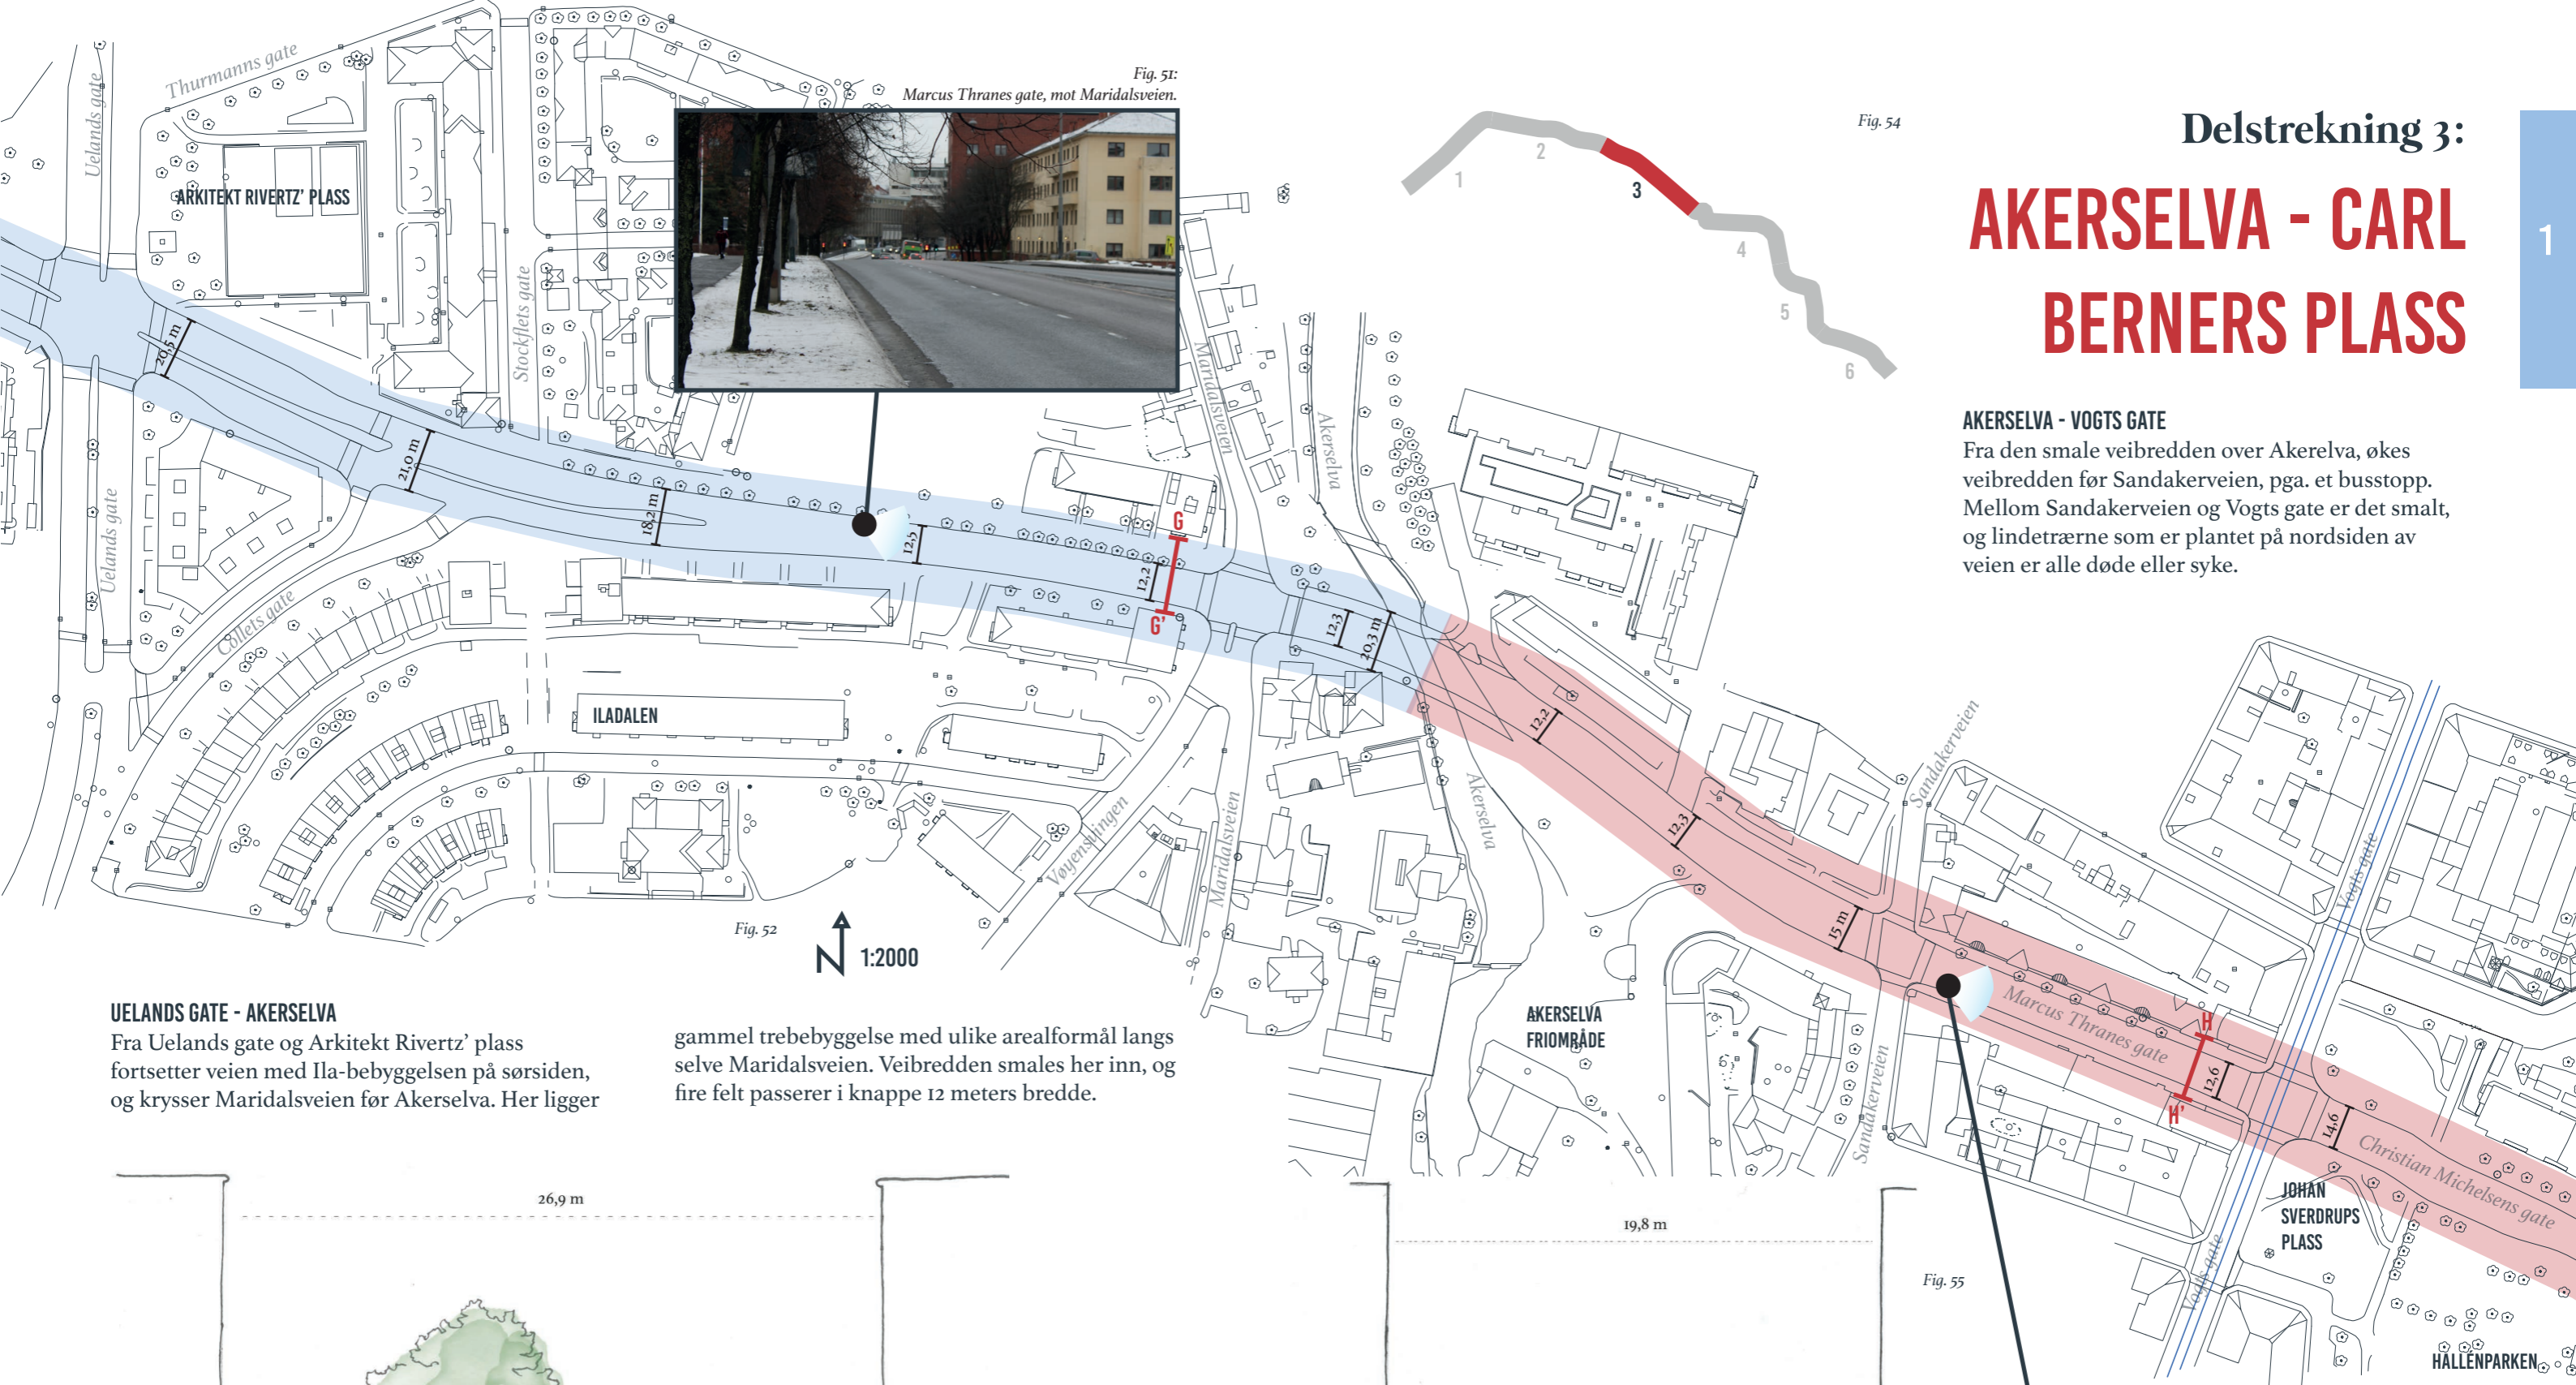 Fig. 51:
Marcus Thranes gate, mot Maridalsveien.
Fig. 54
1
2
3
4
5
6
Delstrekning 3:
AKERSELVA - CARL
BERNERS PLASS
1
AKERSELVA - VOGTS GATE
Fra den smale veibredden over Akerelva, økes
veibredden før Sandakerveien, pga. et busstopp.
Mellom Sandakerveien og Vogts gate er det smalt,
og lindetrærne som er plantet på nordsiden av
veien er alle døde eller syke.
Uelands gate
Thurmanns gate
ARKITEKT RIVERTZ' PLASS
Stockflets gate
Maridalsveien
Akerselva
20,5 m
21,0 m
18,2 m
12,5
12,2
G
G'
12,3
20,3 m
Uelands gate
Collets gate
ILADALEN
Vøyensvingen
Maridalsveien
Akerselva
12,2
12,3
15 m
Sandakerveien
Vogts gate
Marcus Thranes gate
H
H'
12,6
14,6
Christian Michelsens gate
Sandakerveien
AKERSELVA
FRIOMRÅDE
JOHAN
SVERDRUPS
PLASS
Vogts gate
HALLÉNPARKEN
Fig. 52
N
1:2000
UELANDS GATE - AKERSELVA
Fra Uelands gate og Arkitekt Rivertz' plass
fortsetter veien med Ila-bebyggelsen på sørsiden,
og krysser Maridalsveien før Akerselva. Her ligger
gammel trebebyggelse med ulike arealformål langs
selve Maridalsveien. Veibredden smales her inn, og
fire felt passerer i knappe 12 meters bredde.
26,9 m
19,8 m
Fig. 55